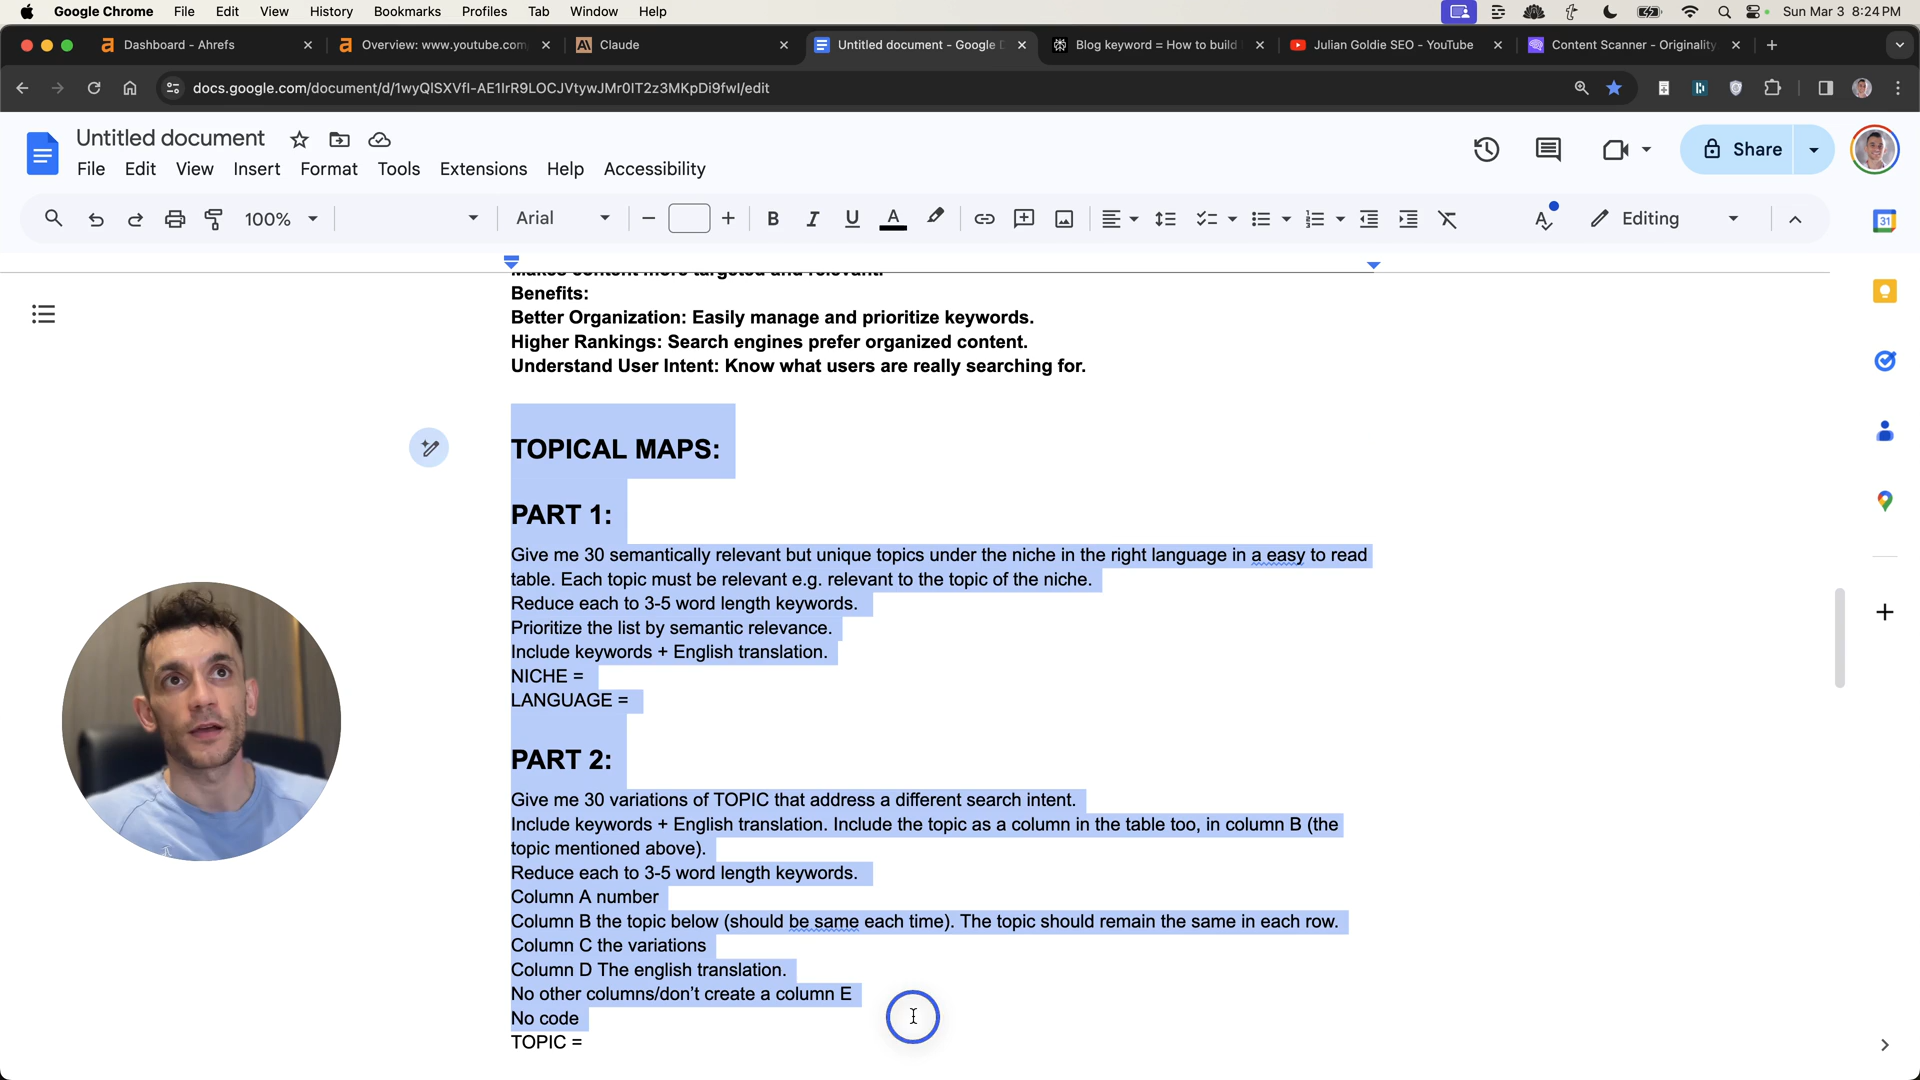 Google Chrome File Edit View History Bookmarks Profiles Tab Window Help Sun Mar 3 8:24 PM
Dashboard - Ahrefs Overview: www.youtube.com Claude Untitled document - Google D Blog keyword = How to build Julian Goldie SEO - YouTube Content Scanner - Originality
docs.google.com/document/d/1wyQlSXVfl-AE1lrR9LOCJVtywJMr0IT2z3MKpDi9fwI/edit
Untitled document
File Edit View Insert Format Tools Extensions Help Accessibility
Share
100% Arial B I U A Editing
31
Makes content more targeted and relevant.
Benefits:
Better Organization: Easily manage and prioritize keywords.
Higher Rankings: Search engines prefer organized content.
Understand User Intent: Know what users are really searching for.
TOPICAL MAPS:
PART 1:
Give me 30 semantically relevant but unique topics under the niche in the right language in a easy to read
table. Each topic must be relevant e.g. relevant to the topic of the niche.
Reduce each to 3-5 word length keywords.
Prioritize the list by semantic relevance.
Include keywords + English translation.
NICHE =
LANGUAGE =
PART 2:
Give me 30 variations of TOPIC that address a different search intent.
Include keywords + English translation. Include the topic as a column in the table too, in column B (the
topic mentioned above).
Reduce each to 3-5 word length keywords.
Column A number
Column B the topic below (should be same each time). The topic should remain the same in each row.
Column C the variations
Column D The english translation.
No other columns/don't create a column E
No code
TOPIC =